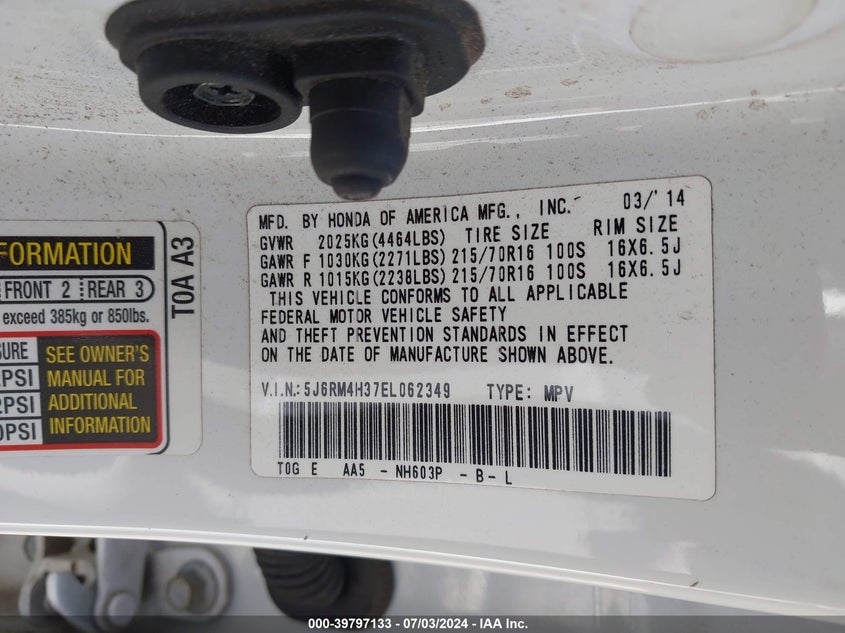 MFD. BY HONDA OF AMERICA MFG., INC. 03/'14
GVWR 2025KG(4464LBS) TIRE SIZE RIM SIZE
GAWR F 1030KG(2271LBS) 215/70R16 100S 16X6.5J
GAWR R 1015KG(2238LBS) 215/70R16 100S 16X6.5J
THIS VEHICLE CONFORMS TO ALL APPLICABLE
FEDERAL MOTOR VEHICLE SAFETY
AND THEFT PREVENTION STANDARDS IN EFFECT
ON THE DATE OF MANUFACTURE SHOWN ABOVE.
V.I.N.:5J6RM4H37EL062349 TYPE: MPV
T0G E AA5 - NH603P - B - L
FORMATION
FRONT 2 REAR 3
exceed 385kg or 850lbs.
SEE OWNER'S
PSI MANUAL FOR
2PSI ADDITIONAL
0PSI INFORMATION
T0A A3
000-39797133 - 07/03/2024 - IAA Inc.